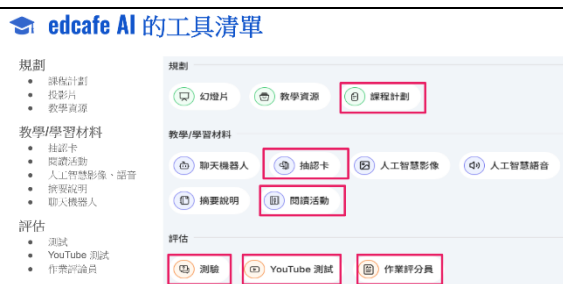 edcafe AI 的工具清單
規劃
課程計劃
投影片
教學資源
教學/學習材料
抽認卡
閱讀活動
人工智慧影像、語音
摘要說明
聊天機器人
評估
測試
YouTube 測試
作業評論員
規劃
幻燈片
教學資源
課程計劃
教學/學習材料
聊天機器人
抽認卡
人工智慧影像
人工智慧語音
摘要說明
閱讀活動
評估
測驗
YouTube 測試
作業評分員